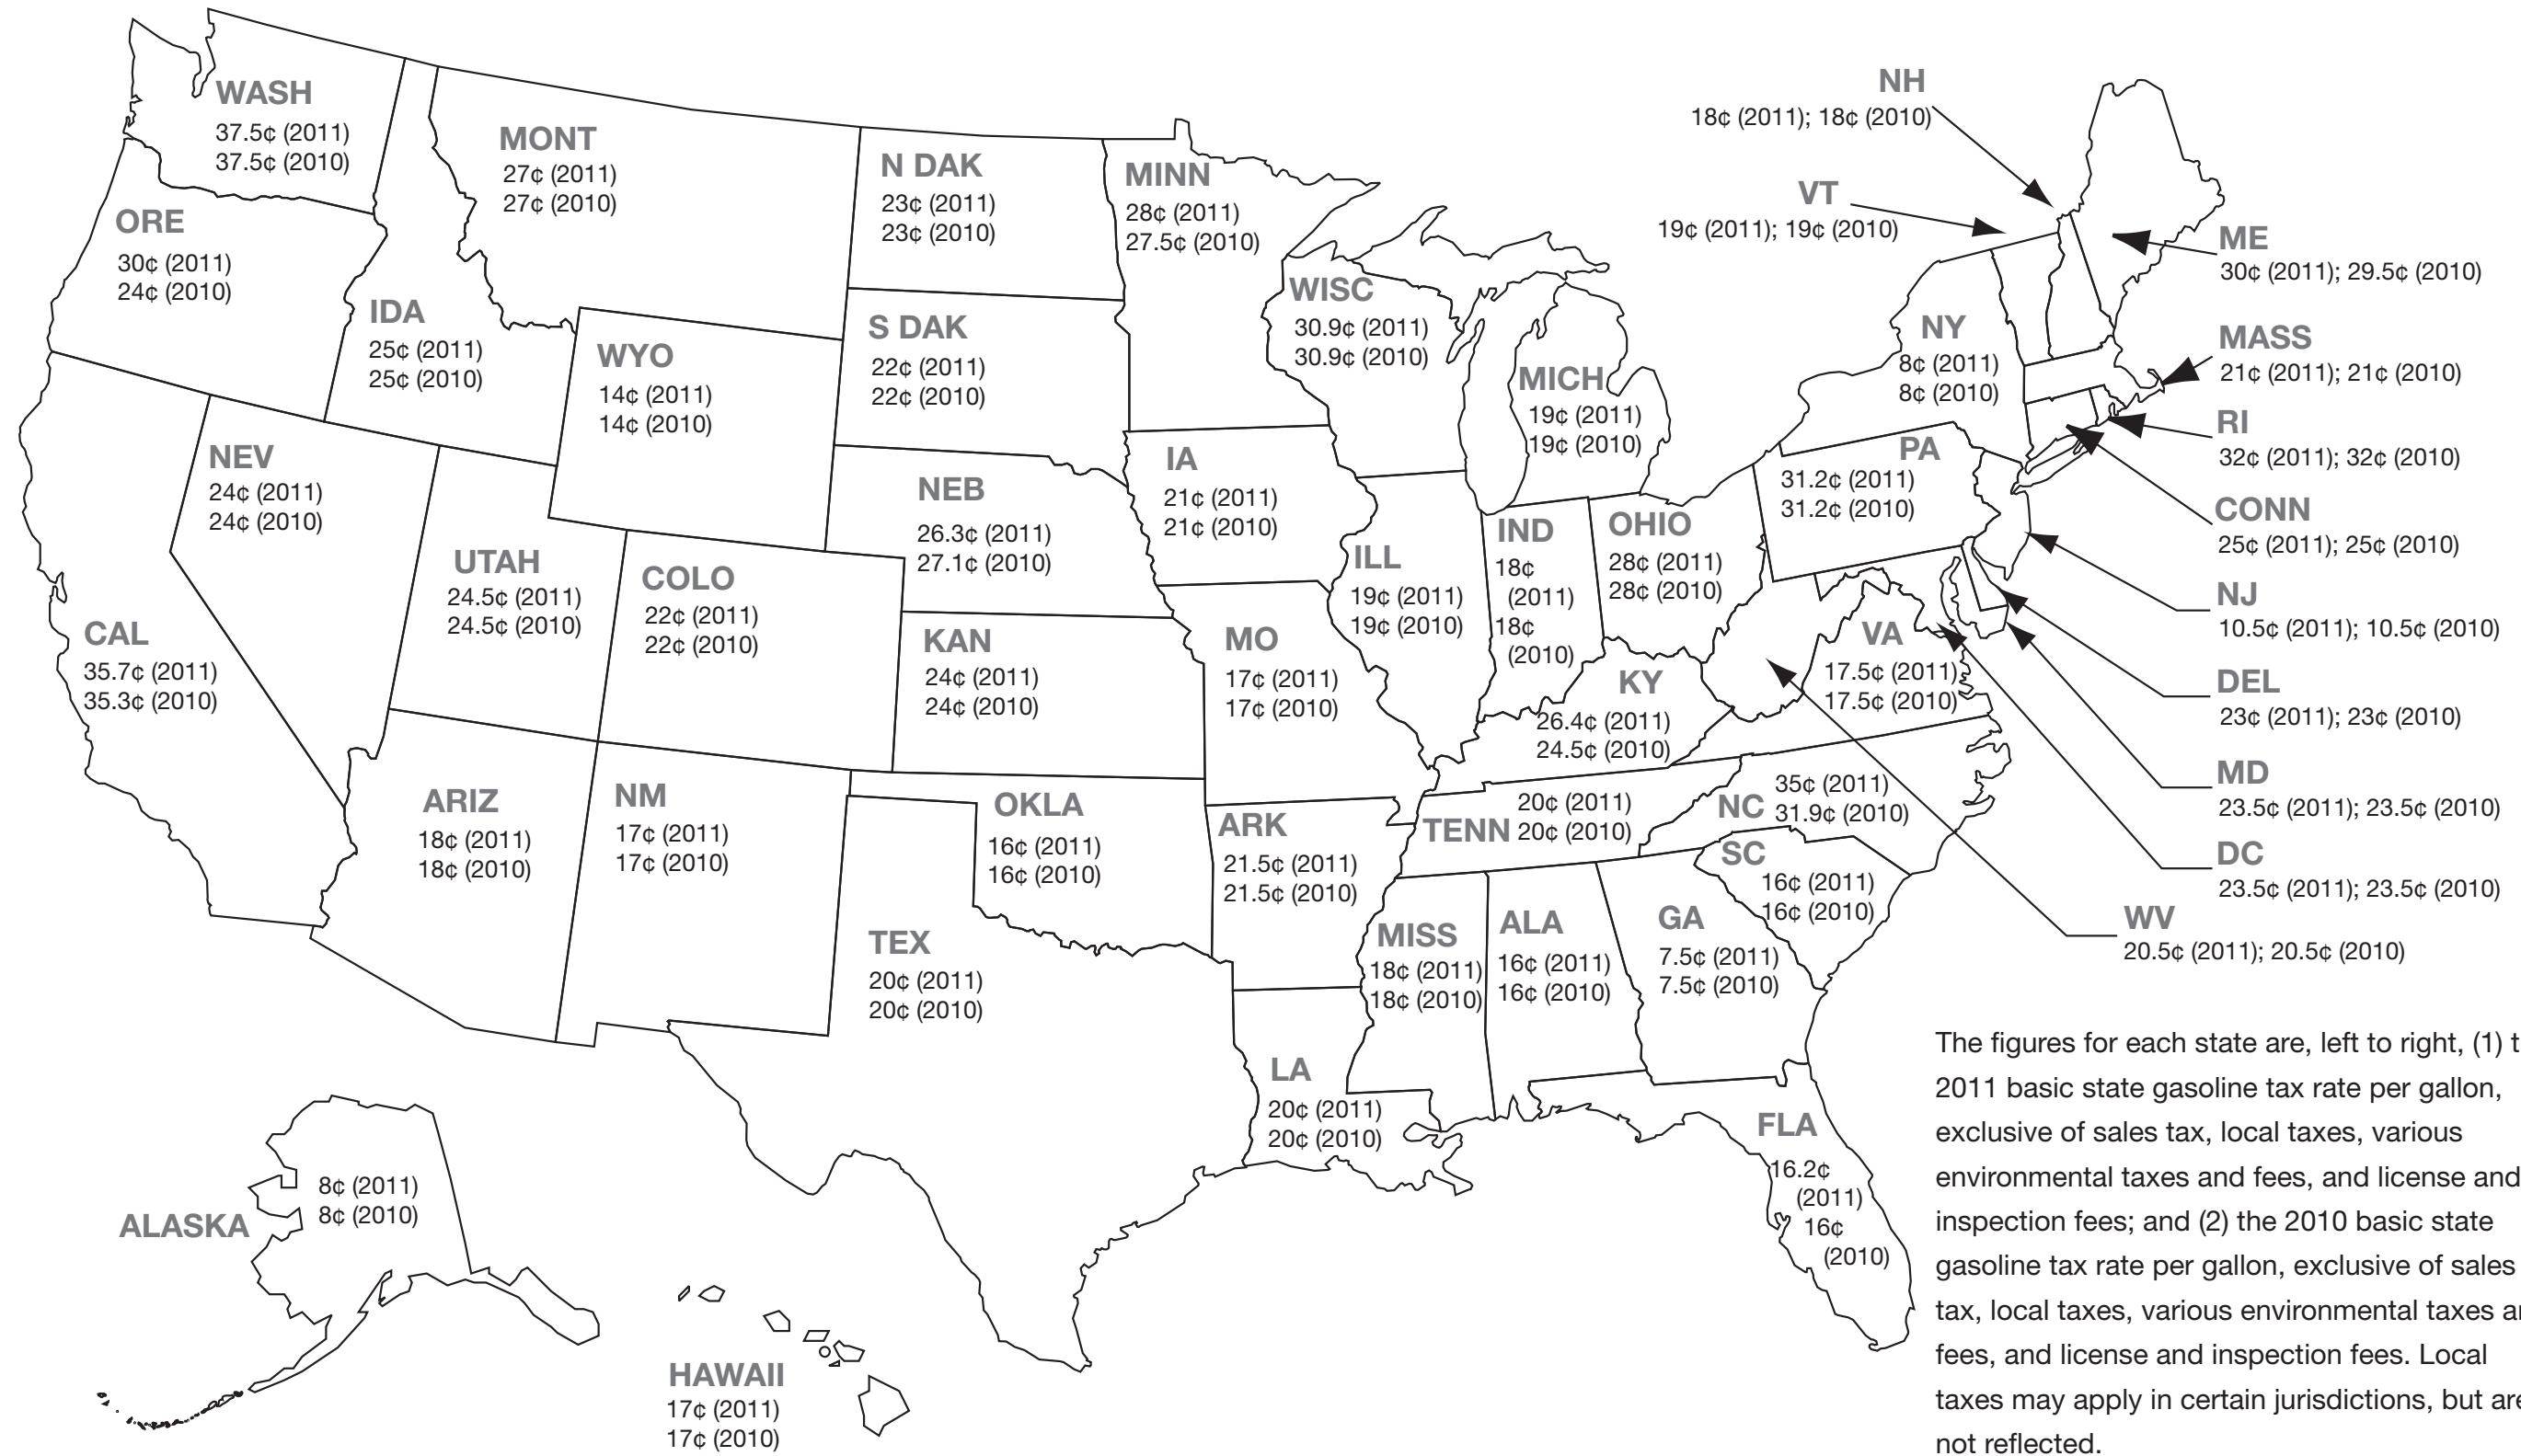 WASH
37.5¢ (2011)
37.5¢ (2010)
ORE
30¢ (2011)
24¢ (2010)
IDA
25¢ (2011)
25¢ (2010)
MONT
27¢ (2011)
27¢ (2010)
WYO
14¢ (2011)
14¢ (2010)
N DAK
23¢ (2011)
23¢ (2010)
S DAK
22¢ (2011)
22¢ (2010)
MINN
28¢ (2011)
27.5¢ (2010)
WISC
30.9¢ (2011)
30.9¢ (2010)
MICH
19¢ (2011)
19¢ (2010)
NH
18¢ (2011); 18¢ (2010)
VT
19¢ (2011); 19¢ (2010)
ME
30¢ (2011); 29.5¢ (2010)
NY
8¢ (2011)
8¢ (2010)
MASS
21¢ (2011); 21¢ (2010)
RI
32¢ (2011); 32¢ (2010)
CONN
25¢ (2011); 25¢ (2010)
NJ
10.5¢ (2011); 10.5¢ (2010)
DEL
23¢ (2011); 23¢ (2010)
MD
23.5¢ (2011); 23.5¢ (2010)
DC
23.5¢ (2011); 23.5¢ (2010)
WV
20.5¢ (2011); 20.5¢ (2010)
NEV
24¢ (2011)
24¢ (2010)
UTAH
24.5¢ (2011)
24.5¢ (2010)
COLO
22¢ (2011)
22¢ (2010)
NEB
26.3¢ (2011)
27.1¢ (2010)
KAN
24¢ (2011)
24¢ (2010)
IA
21¢ (2011)
21¢ (2010)
MO
17¢ (2011)
17¢ (2010)
ILL
19¢ (2011)
19¢ (2010)
IND
18¢
(2011)
18¢
(2010)
OHIO
28¢ (2011)
28¢ (2010)
PA
31.2¢ (2011)
31.2¢ (2010)
KY
26.4¢ (2011)
24.5¢ (2010)
VA
17.5¢ (2011)
17.5¢ (2010)
CAL
35.7¢ (2011)
35.3¢ (2010)
ARIZ
18¢ (2011)
18¢ (2010)
NM
17¢ (2011)
17¢ (2010)
OKLA
16¢ (2011)
16¢ (2010)
TEX
20¢ (2011)
20¢ (2010)
ARK
21.5¢ (2011)
21.5¢ (2010)
TENN
20¢ (2011)
20¢ (2010)
NC
35¢ (2011)
31.9¢ (2010)
SC
16¢ (2011)
16¢ (2010)
MISS
18¢ (2011)
18¢ (2010)
ALA
16¢ (2011)
16¢ (2010)
GA
7.5¢ (2011)
7.5¢ (2010)
LA
20¢ (2011)
20¢ (2010)
FLA
16.2¢
(2011)
16¢
(2010)
ALASKA
8¢ (2011)
8¢ (2010)
HAWAII
17¢ (2011)
17¢ (2010)
The figures for each state are, left to right, (1)
2011 basic state gasoline tax rate per gallon,
exclusive of sales tax, local taxes, various
environmental taxes and fees, and license and
inspection fees; and (2) the 2010 basic state
gasoline tax rate per gallon, exclusive of sales
tax, local taxes, various environmental taxes
fees, and license and inspection fees. Local
taxes may apply in certain jurisdictions, but are
not reflected.